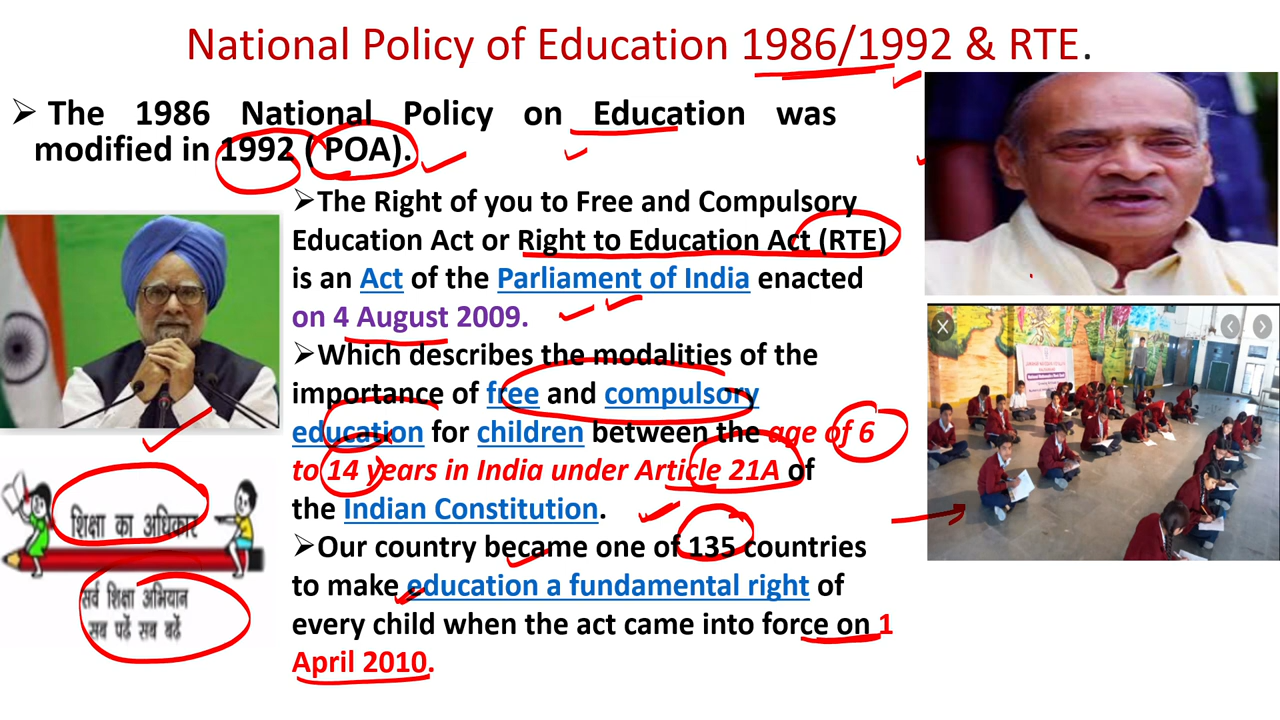 National Policy of Education 1986/1992 & RTE.
➢ The 1986 National Policy on Education was
modified in 1992 ( POA).
➢The Right of you to Free and Compulsory
Education Act or Right to Education Act (RTE)
is an Act of the Parliament of India enacted
on 4 August 2009.
➢Which describes the modalities of the
importance of free and compulsory
education for children between the age of 6
to 14 years in India under Article 21A of
the Indian Constitution.
➢Our country became one of 135 countries
to make education a fundamental right of
every child when the act came into force on 1
April 2010.
शिक्षा का अधिकार
सर्व शिक्षा अभियान
सब पढ़ें सब बढ़ें